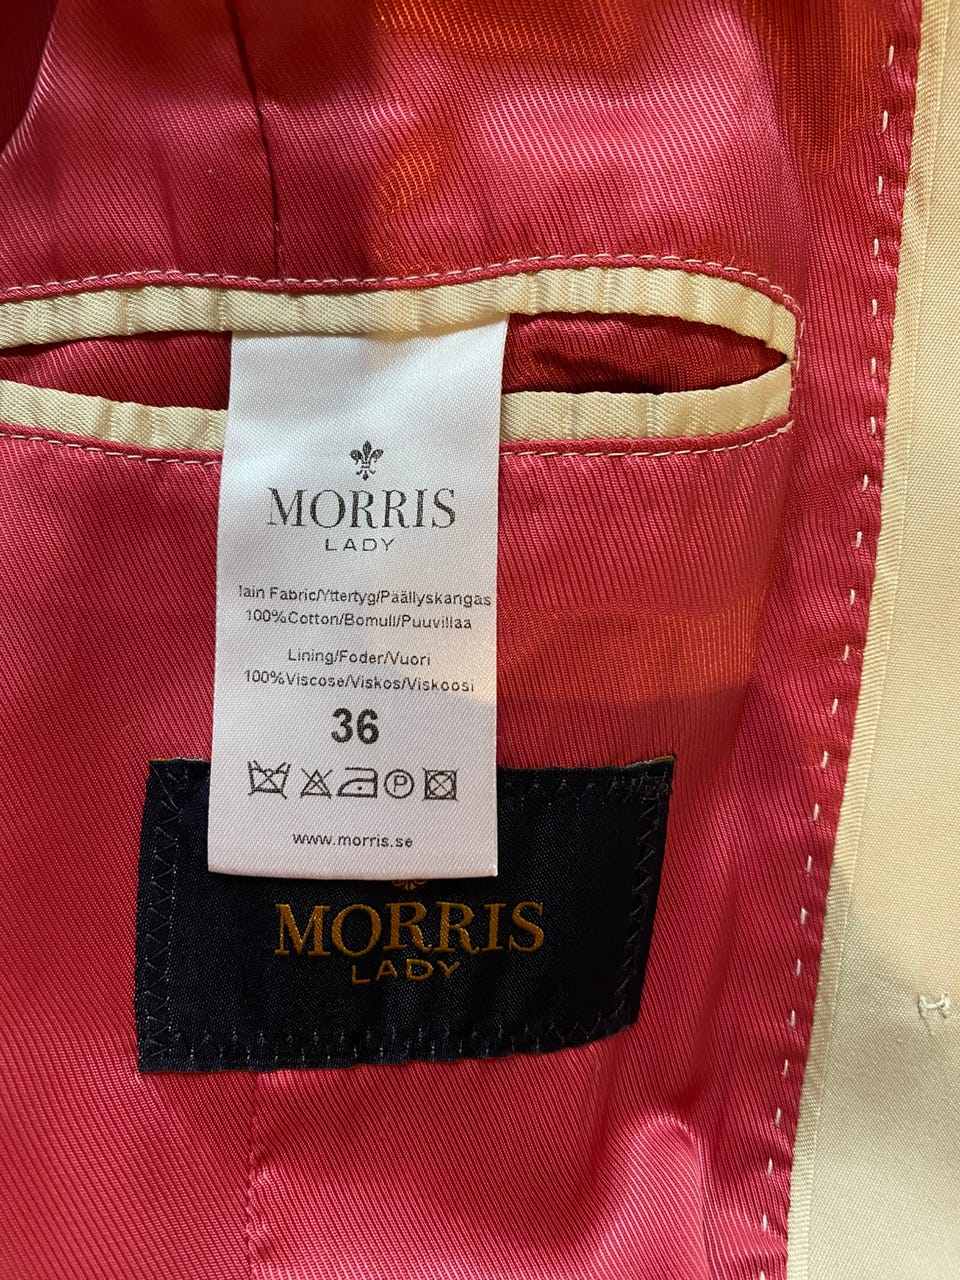 MORRIS
LADY
Main Fabric/Yttertyg/Päällyskangas
100%Cotton/Bomull/Puuvillaa
Lining/Foder/Vuori
100%Viscose/Viskos/Viskoosi
36
P
www.morris.se
MORRIS
LADY